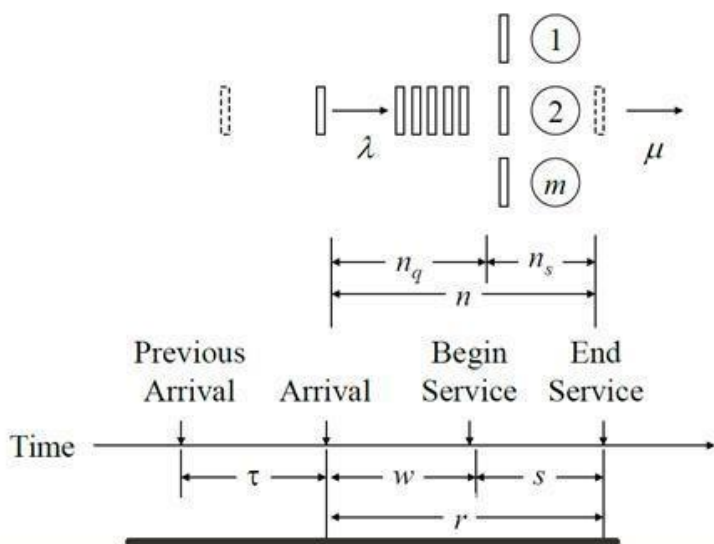 1
2
λ
μ
m
n_q
n_s
n
Previous Arrival
Arrival
Begin Service
End Service
Time
τ
w
s
r